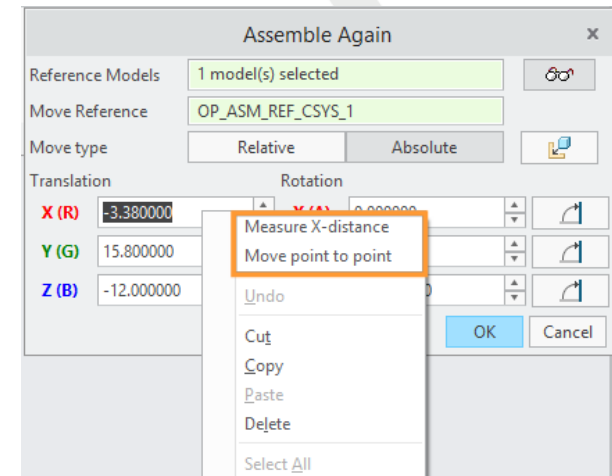 Assemble Again x
Reference Models 1 model(s) selected
Move Reference OP_ASM_REF_CSYS_1
Move type Relative Absolute
Translation Rotation
X (R) -3.380000
Y (G) 15.800000
Z (B) -12.000000
Measure X-distance
Move point to point
Undo
Cut
Copy
Paste
Delete
Select All
OK Cancel